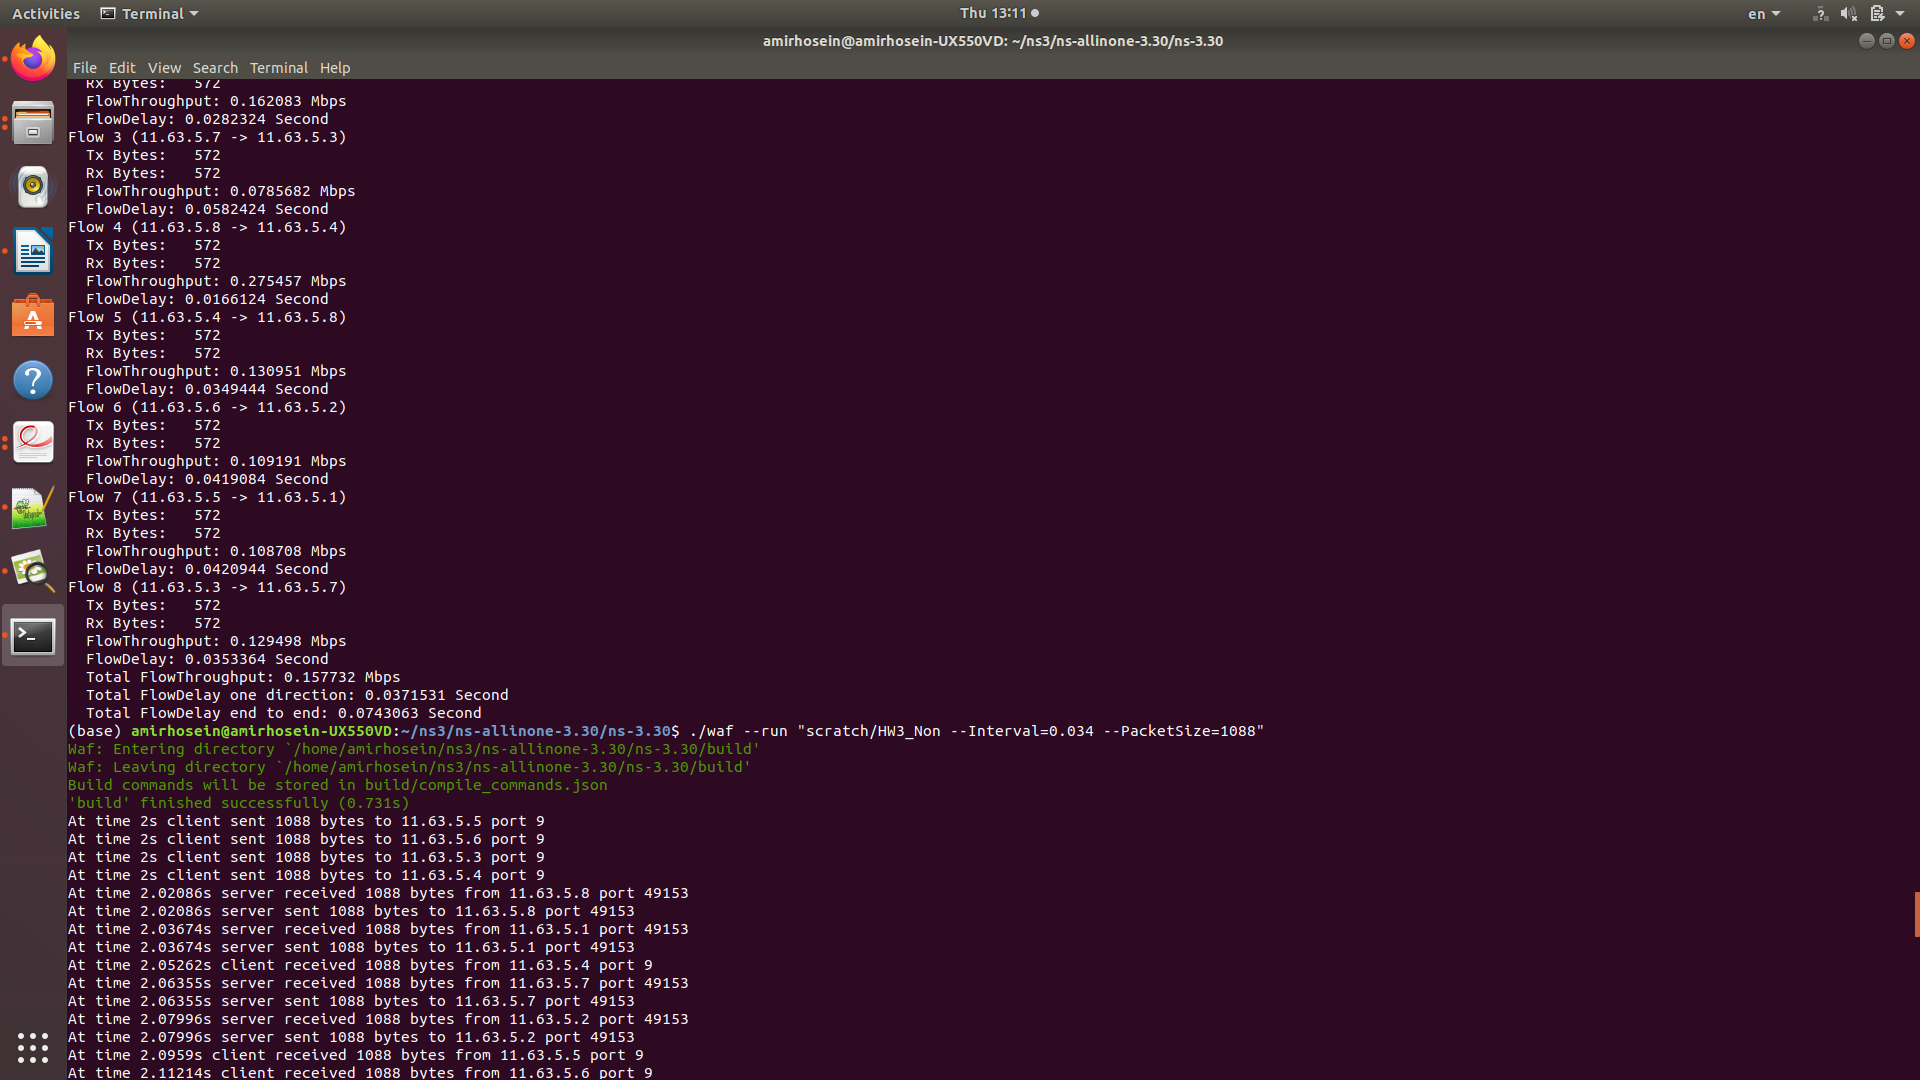 Activities Terminal Thu 13:11 en
amirhosein@amirhosein-UX550VD: ~/ns3/ns-allinone-3.30/ns-3.30
File Edit View Search Terminal Help
Rx Bytes: 572
FlowThroughput: 0.162083 Mbps
FlowDelay: 0.0282324 Second
Flow 3 (11.63.5.7 -> 11.63.5.3)
Tx Bytes: 572
Rx Bytes: 572
FlowThroughput: 0.0785682 Mbps
FlowDelay: 0.0582424 Second
Flow 4 (11.63.5.8 -> 11.63.5.4)
Tx Bytes: 572
Rx Bytes: 572
FlowThroughput: 0.275457 Mbps
FlowDelay: 0.0166124 Second
Flow 5 (11.63.5.4 -> 11.63.5.8)
Tx Bytes: 572
Rx Bytes: 572
FlowThroughput: 0.130951 Mbps
FlowDelay: 0.0349444 Second
Flow 6 (11.63.5.6 -> 11.63.5.2)
Tx Bytes: 572
Rx Bytes: 572
FlowThroughput: 0.109191 Mbps
FlowDelay: 0.0419084 Second
Flow 7 (11.63.5.5 -> 11.63.5.1)
Tx Bytes: 572
Rx Bytes: 572
FlowThroughput: 0.108708 Mbps
FlowDelay: 0.0420944 Second
Flow 8 (11.63.5.3 -> 11.63.5.7)
Tx Bytes: 572
Rx Bytes: 572
FlowThroughput: 0.129498 Mbps
FlowDelay: 0.0353364 Second
Total FlowThroughput: 0.157732 Mbps
Total FlowDelay one direction: 0.0371531 Second
Total FlowDelay end to end: 0.0743063 Second
(base) amirhosein@amirhosein-UX550VD:~/ns3/ns-allinone-3.30/ns-3.30$ ./waf --run "scratch/HW3_Non --Interval=0.034 --PacketSize=1088"
Waf: Entering directory `/home/amirhosein/ns3/ns-allinone-3.30/ns-3.30/build'
Waf: Leaving directory `/home/amirhosein/ns3/ns-allinone-3.30/ns-3.30/build'
Build commands will be stored in build/compile_commands.json
'build' finished successfully (0.731s)
At time 2s client sent 1088 bytes to 11.63.5.5 port 9
At time 2s client sent 1088 bytes to 11.63.5.6 port 9
At time 2s client sent 1088 bytes to 11.63.5.3 port 9
At time 2s client sent 1088 bytes to 11.63.5.4 port 9
At time 2.02086s server received 1088 bytes from 11.63.5.8 port 49153
At time 2.02086s server sent 1088 bytes to 11.63.5.8 port 49153
At time 2.03674s server received 1088 bytes from 11.63.5.1 port 49153
At time 2.03674s server sent 1088 bytes to 11.63.5.1 port 49153
At time 2.05262s client received 1088 bytes from 11.63.5.4 port 9
At time 2.06355s server received 1088 bytes from 11.63.5.7 port 49153
At time 2.06355s server sent 1088 bytes to 11.63.5.7 port 49153
At time 2.07996s server received 1088 bytes from 11.63.5.2 port 49153
At time 2.07996s server sent 1088 bytes to 11.63.5.2 port 49153
At time 2.0959s client received 1088 bytes from 11.63.5.5 port 9
At time 2.11214s client received 1088 bytes from 11.63.5.6 port 9